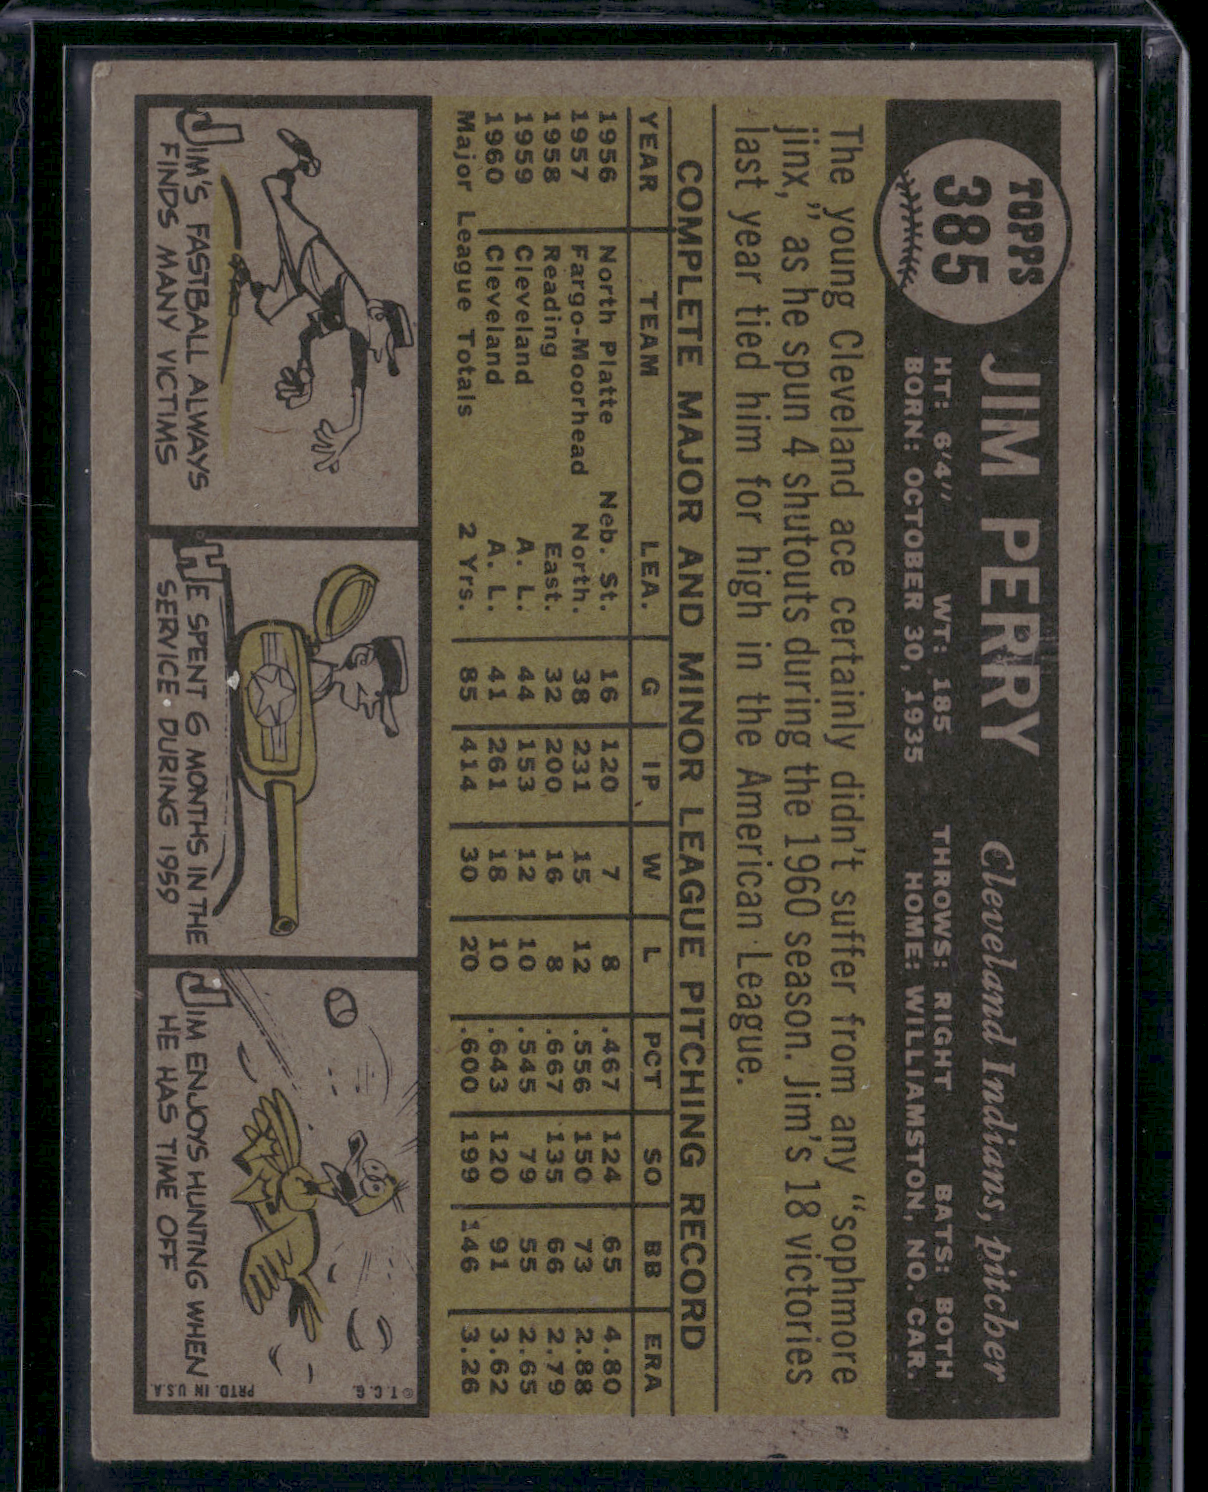 TOPPS
385
JIM PERRY
Cleveland Indians, pitcher
HT: 6'4" WT: 185 THROWS: RIGHT BATS: BOTH
BORN: OCTOBER 30, 1935 HOME: WILLIAMSTON, NO. CAR.
The young Cleveland ace certainly didn't suffer from any "sophmore
jinx," as he spun 4 shutouts during the 1960 season. Jim's 18 victories
last year tied him for high in the American League.
COMPLETE MAJOR AND MINOR LEAGUE PITCHING RECORD
YEAR TEAM LEA. G IP W L PCT SO BB ERA
1956 North Platte Neb. St. 16 120 7 8 .467 124 65 4.80
1957 Fargo-Moorhead North. 38 231 15 12 .556 150 73 2.88
1958 Reading East. 32 200 16 8 .667 135 66 2.79
1959 Cleveland A. L. 44 153 12 10 .545 79 55 2.65
1960 Cleveland A. L. 41 261 18 10 .643 120 91 3.62
Major League Totals 2 Yrs. 85 414 30 20 .600 199 146 3.26
JIM'S FASTBALL ALWAYS
FINDS MANY VICTIMS
HE SPENT 6 MONTHS IN THE
SERVICE DURING 1959
JIM ENJOYS HUNTING WHEN
HE HAS TIME OFF
© T.C.G. PRTD. IN U.S.A.